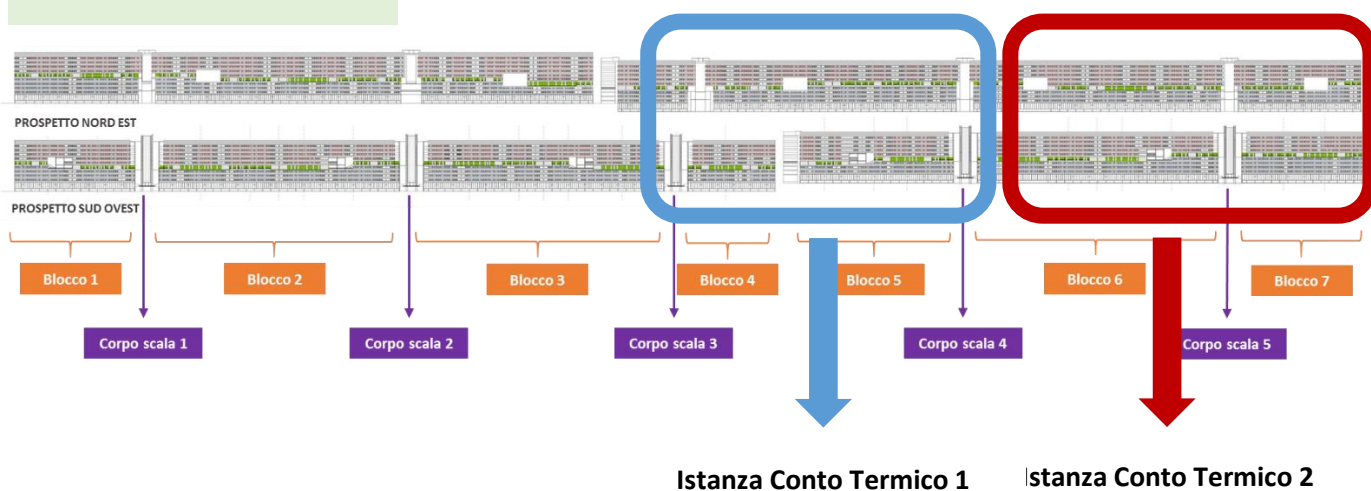 PROSPETTO NORD EST
PROSPETTO SUD OVEST
Blocco 1
Blocco 2
Blocco 3
Blocco 4
Blocco 5
Blocco 6
Blocco 7
Corpo scala 1
Corpo scala 2
Corpo scala 3
Corpo scala 4
Corpo scala 5
Istanza Conto Termico 1
Istanza Conto Termico 2